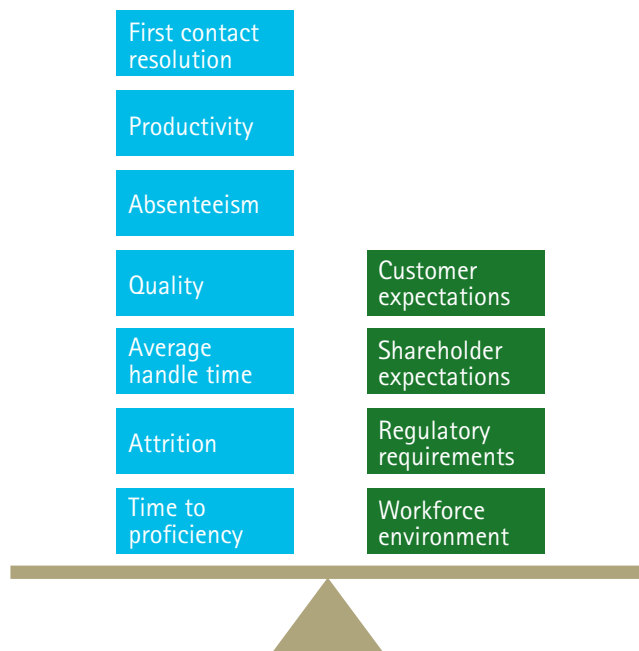 First contact
resolution
Productivity
Absenteeism
Quality
Average
handle time
Attrition
Time to
proficiency
Customer
expectations
Shareholder
expectations
Regulatory
requirements
Workforce
environment